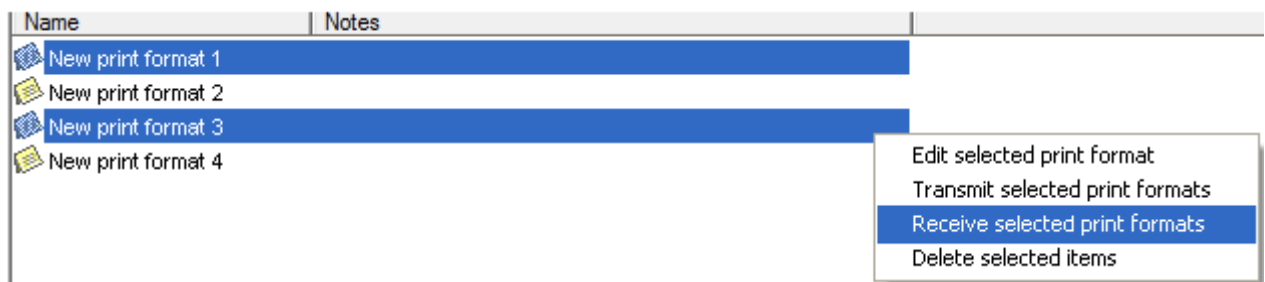 Name Notes
New print format 1
New print format 2
New print format 3
New print format 4
Edit selected print format
Transmit selected print formats
Receive selected print formats
Delete selected items